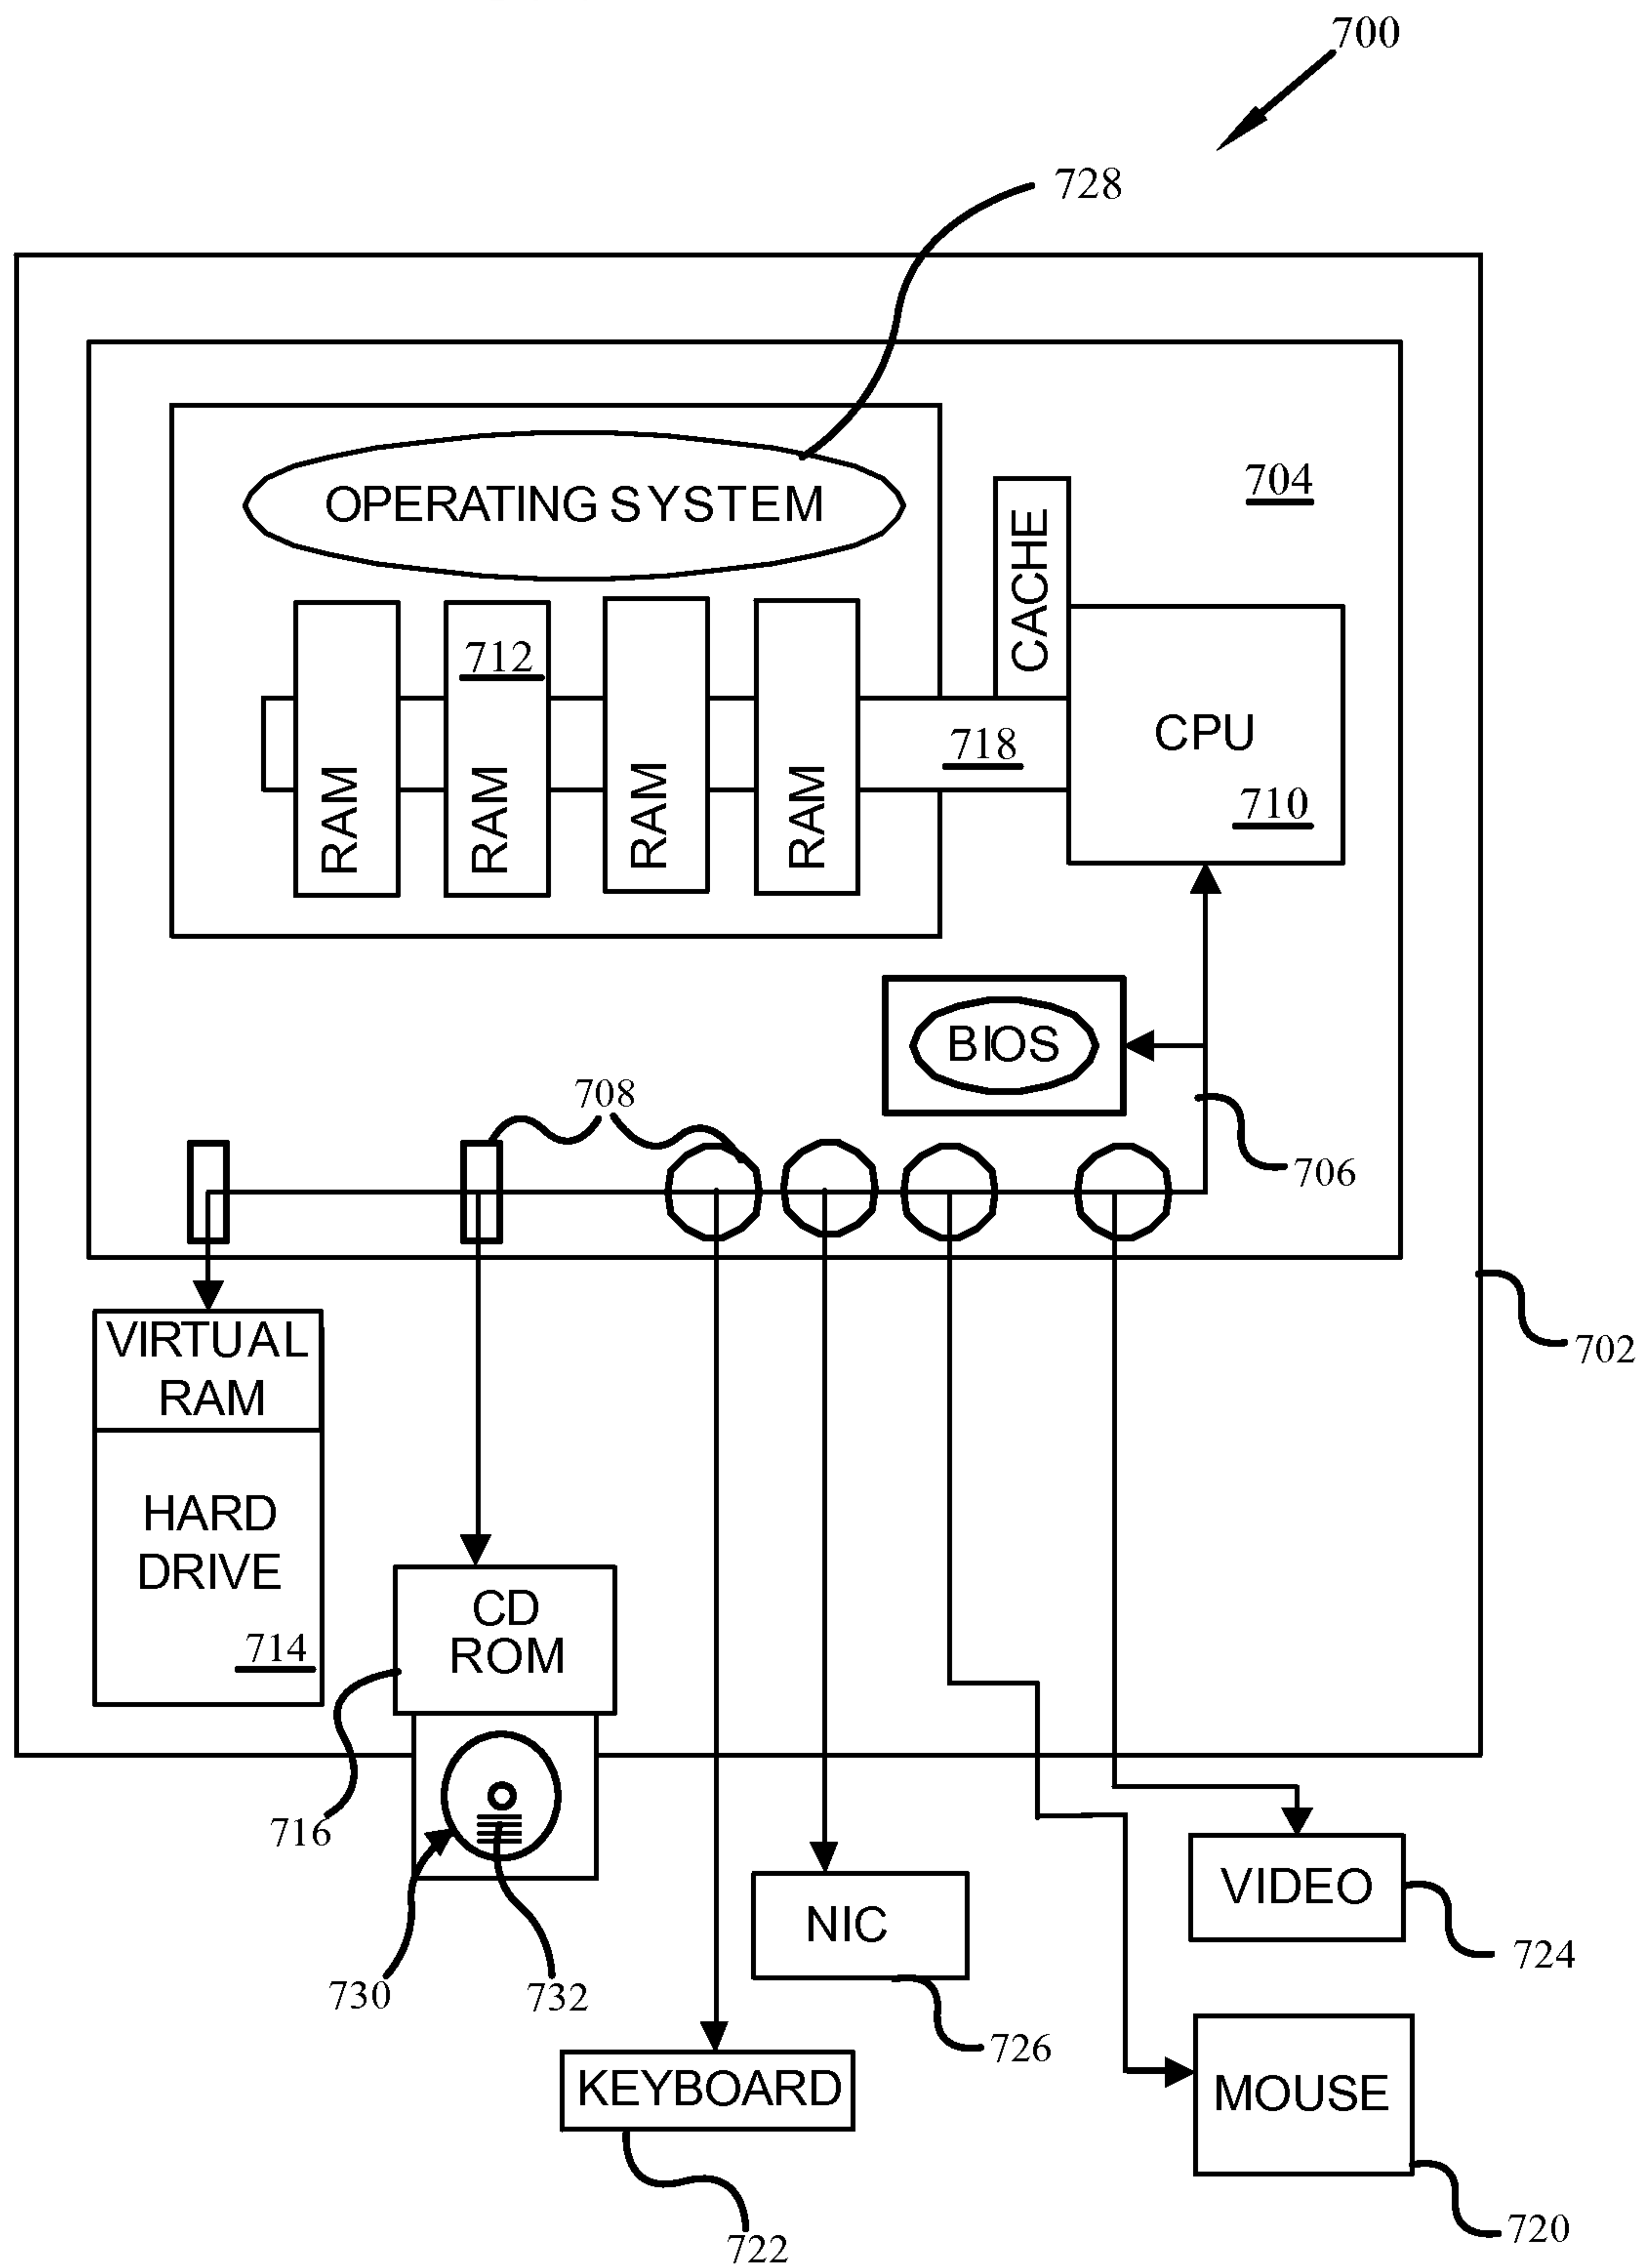 700
728
OPERATING SYSTEM
704
CACHE
712
RAM
RAM
RAM
RAM
718
CPU
710
BIOS
708
706
702
VIRTUAL
RAM
HARD
DRIVE
714
CD
ROM
716
730
732
NIC
726
VIDEO
724
KEYBOARD
722
MOUSE
720